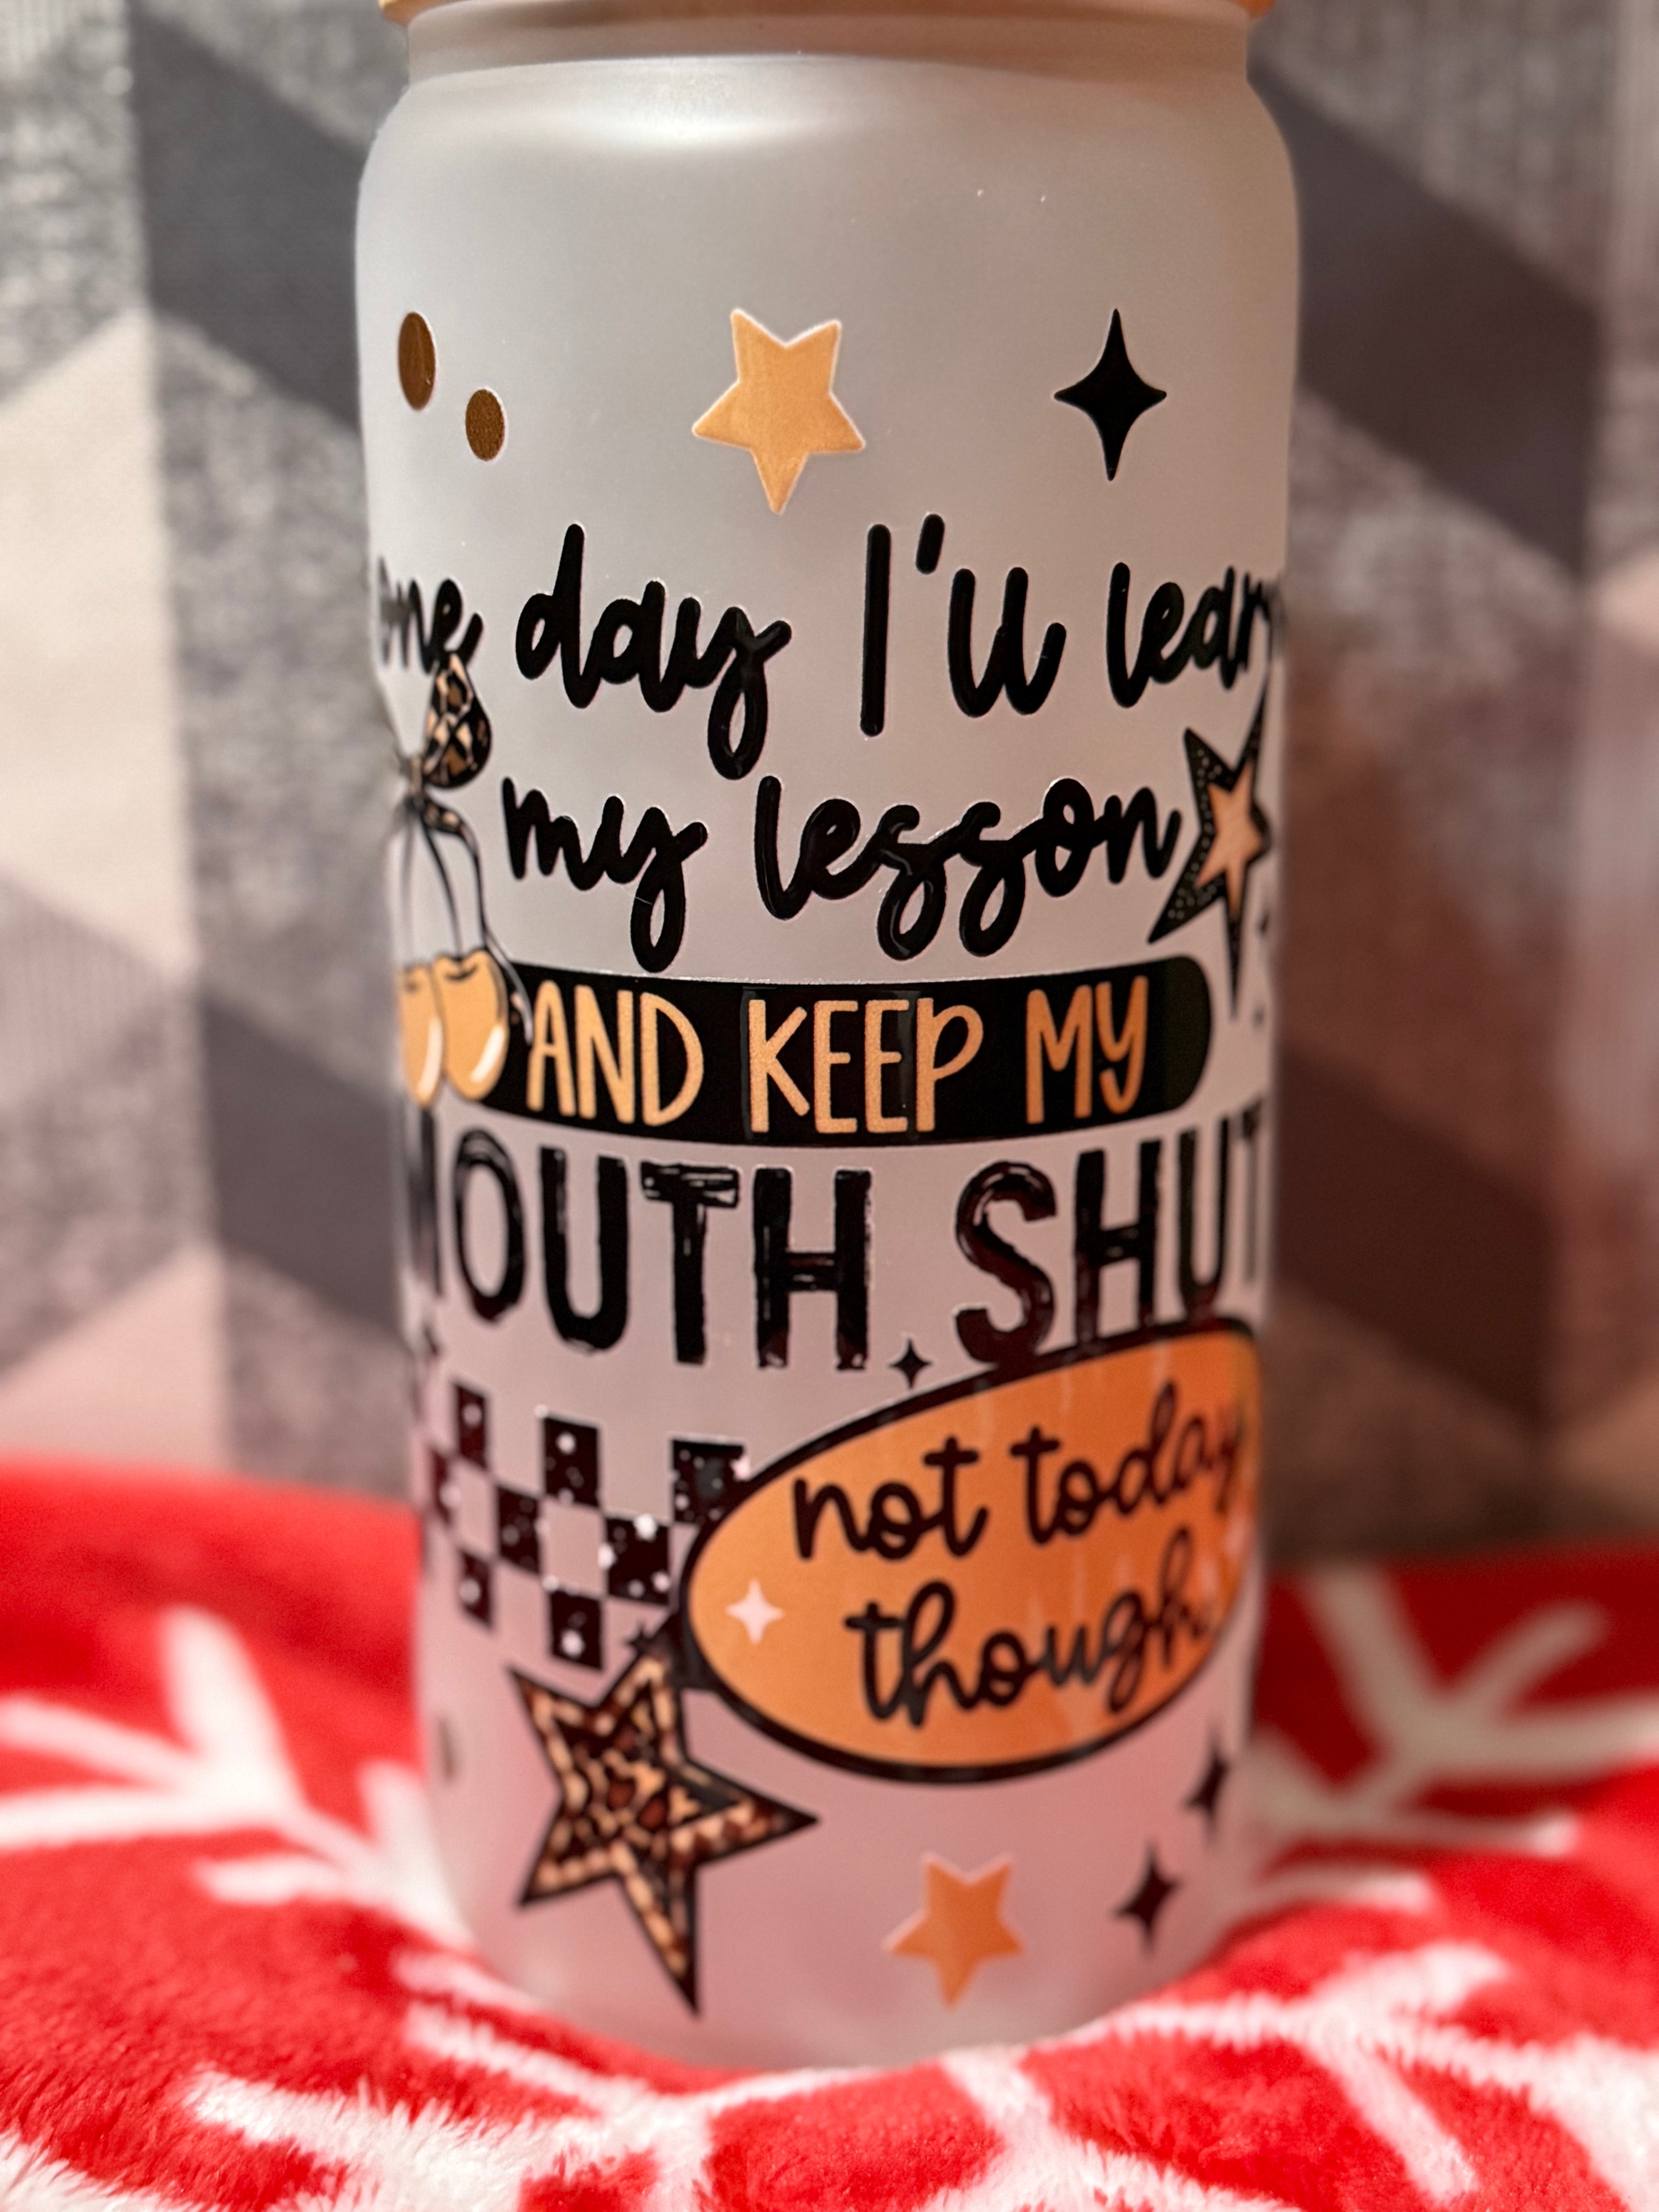 one day I'll learn
my lesson
AND KEEP MY
MOUTH SHUT
not today
though